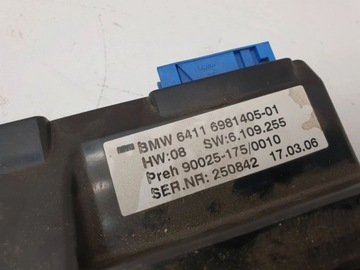 BMW 6411 6981405-01
HW:08 SW:6.109.255
Preh 90025-175/0010
SER.NR: 250842 17.03.06